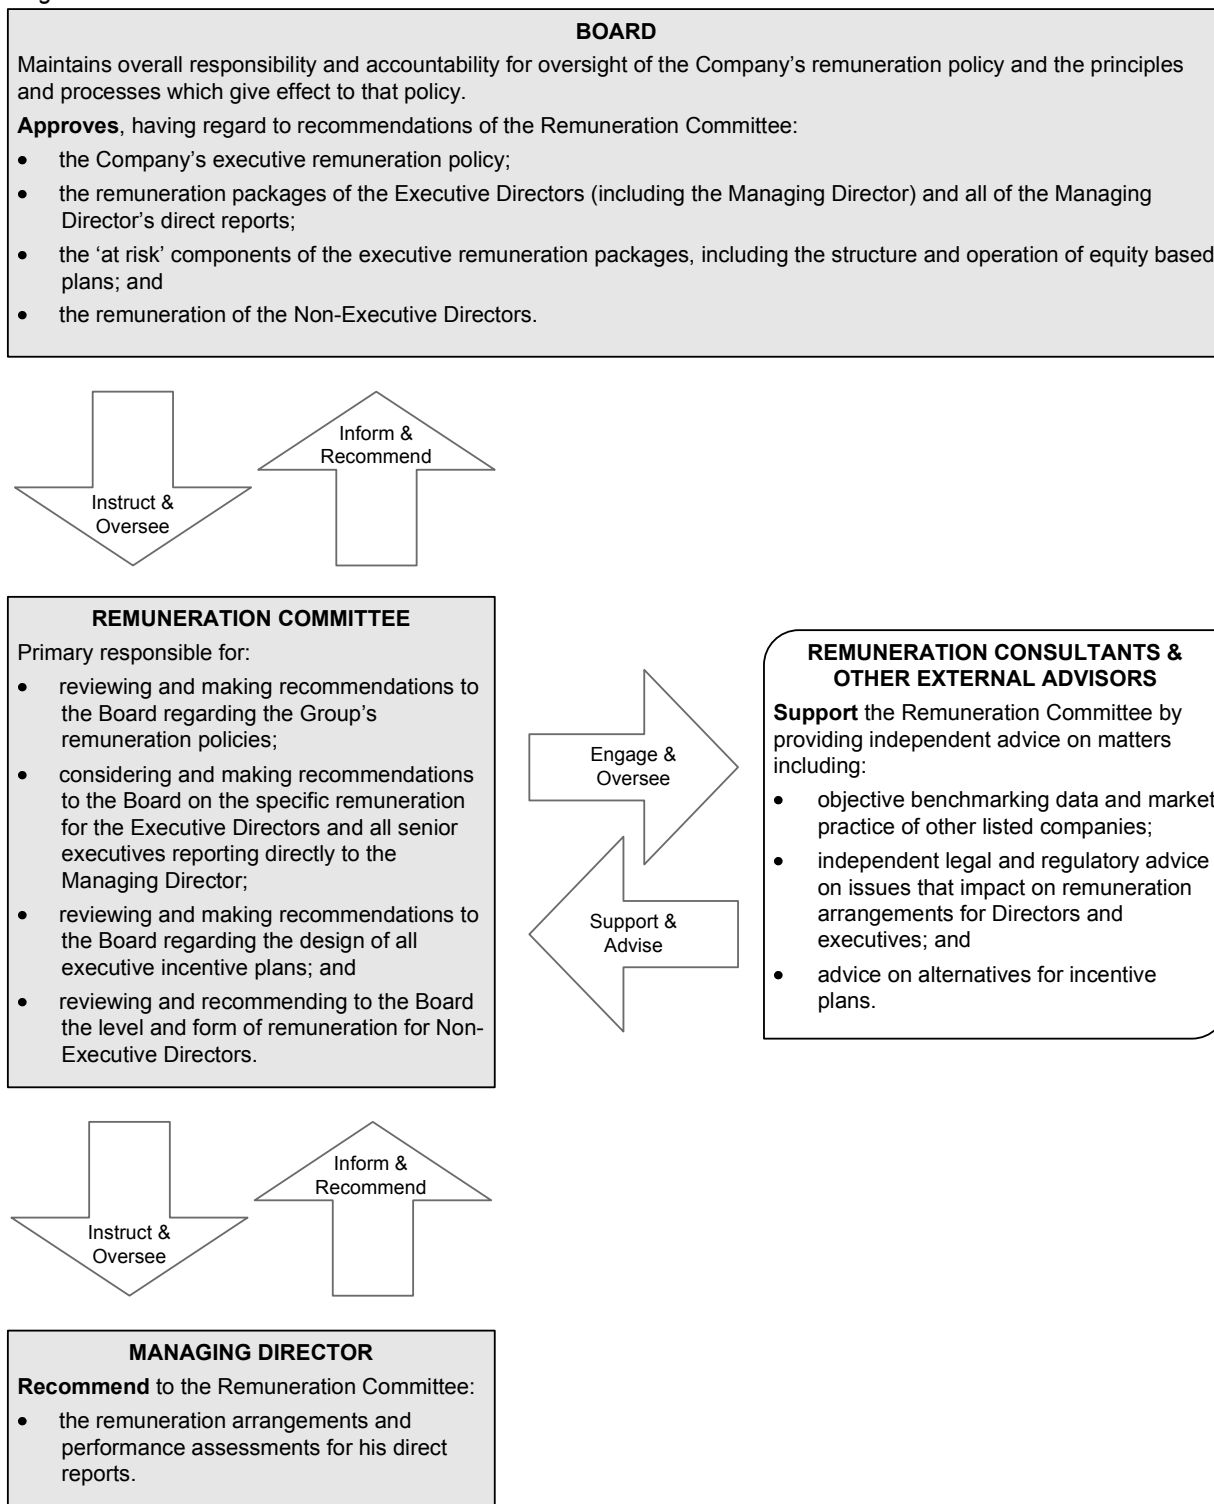 BOARD
Maintains overall responsibility and accountability for oversight of the Company’s remuneration policy and the principles
and processes which give effect to that policy.
Approves, having regard to recommendations of the Remuneration Committee:
• the Company’s executive remuneration policy;
• the remuneration packages of the Executive Directors (including the Managing Director) and all of the Managing
Director’s direct reports;
• the ‘at risk’ components of the executive remuneration packages, including the structure and operation of equity based
plans; and
• the remuneration of the Non-Executive Directors.
Instruct &
Oversee
Inform &
Recommend
REMUNERATION COMMITTEE
Primary responsible for:
• reviewing and making recommendations to
the Board regarding the Group’s
remuneration policies;
• considering and making recommendations
to the Board on the specific remuneration
for the Executive Directors and all senior
executives reporting directly to the
Managing Director;
• reviewing and making recommendations to
the Board regarding the design of all
executive incentive plans; and
• reviewing and recommending to the Board
the level and form of remuneration for Non-
Executive Directors.
Engage &
Oversee
Support &
Advise
REMUNERATION CONSULTANTS &
OTHER EXTERNAL ADVISORS
Support the Remuneration Committee by
providing independent advice on matters
including:
• objective benchmarking data and market
practice of other listed companies;
• independent legal and regulatory advice
on issues that impact on remuneration
arrangements for Directors and
executives; and
• advice on alternatives for incentive
plans.
Instruct &
Oversee
Inform &
Recommend
MANAGING DIRECTOR
Recommend to the Remuneration Committee:
• the remuneration arrangements and
performance assessments for his direct
reports.